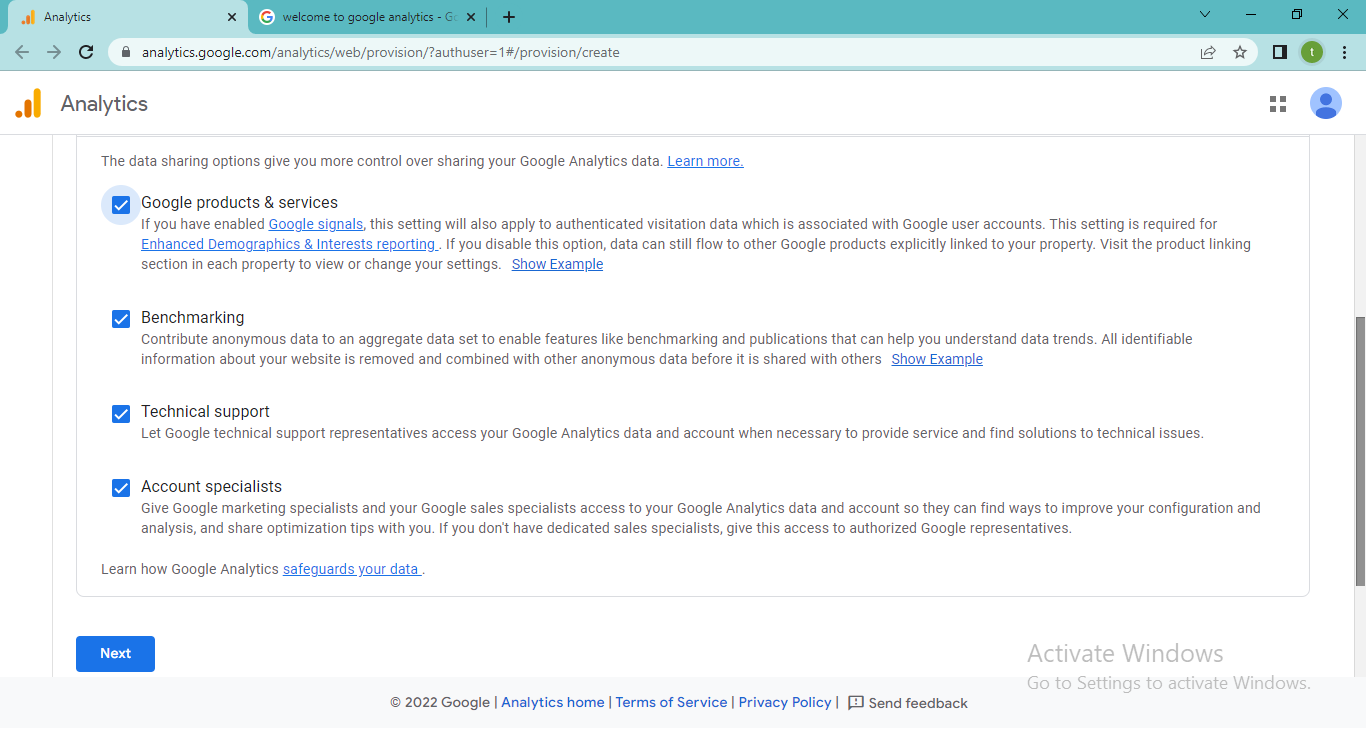 Analytics
welcome to google analytics - Go
analytics.google.com/analytics/web/provision/?authuser=1#/provision/create
t
Analytics
The data sharing options give you more control over sharing your Google Analytics data. Learn more.
Google products & services
If you have enabled Google signals, this setting will also apply to authenticated visitation data which is associated with Google user accounts. This setting is required for
Enhanced Demographics & Interests reporting . If you disable this option, data can still flow to other Google products explicitly linked to your property. Visit the product linking
section in each property to view or change your settings. Show Example
Benchmarking
Contribute anonymous data to an aggregate data set to enable features like benchmarking and publications that can help you understand data trends. All identifiable
information about your website is removed and combined with other anonymous data before it is shared with others Show Example
Technical support
Let Google technical support representatives access your Google Analytics data and account when necessary to provide service and find solutions to technical issues.
Account specialists
Give Google marketing specialists and your Google sales specialists access to your Google Analytics data and account so they can find ways to improve your configuration and
analysis, and share optimization tips with you. If you don't have dedicated sales specialists, give this access to authorized Google representatives.
Learn how Google Analytics safeguards your data .
Next
Activate Windows
Go to Settings to activate Windows.
© 2022 Google | Analytics home | Terms of Service | Privacy Policy | Send feedback